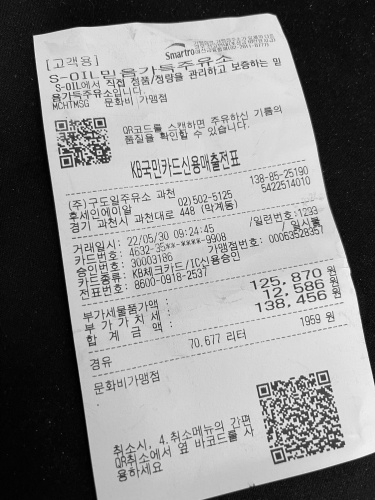 [고객용]
Smartro
S-OIL믿음가득주유소
S-OIL에서 직접 정품/정량을 관리하고 보증하는 믿
음가득주유소입니다.
MCHTMSG 문화비 가맹점
QR코드를 스캔하면 주유하신 기름의
품질을 확인할 수 있습니다.
KB국민카드신용매출전표
(주)구도일주유소 과천 138-85-25190
후세인에이알 02)502-5125 5422514010
경기 과천시 과천대로 448 (막계동)
거래일시: 22/05/30 09:24:45 /일련번호:1233
카드번호: 4632-35**-****-9908 /일시불
승인번호: 30003186 가맹점번호: 00063528357
카드종류: KB체크카드/IC신용승인
전표번호: 8600-0918-2537
부가세물품가액: 125,870 원
부 가 가 치 세: 12,586 원
합 계 금 액: 138,456 원
경유 70.677 리터 1959 원
문화비가맹점
취소시, 4.취소메뉴의 간편
QR취소에서 옆 바코드를 사
용하세요